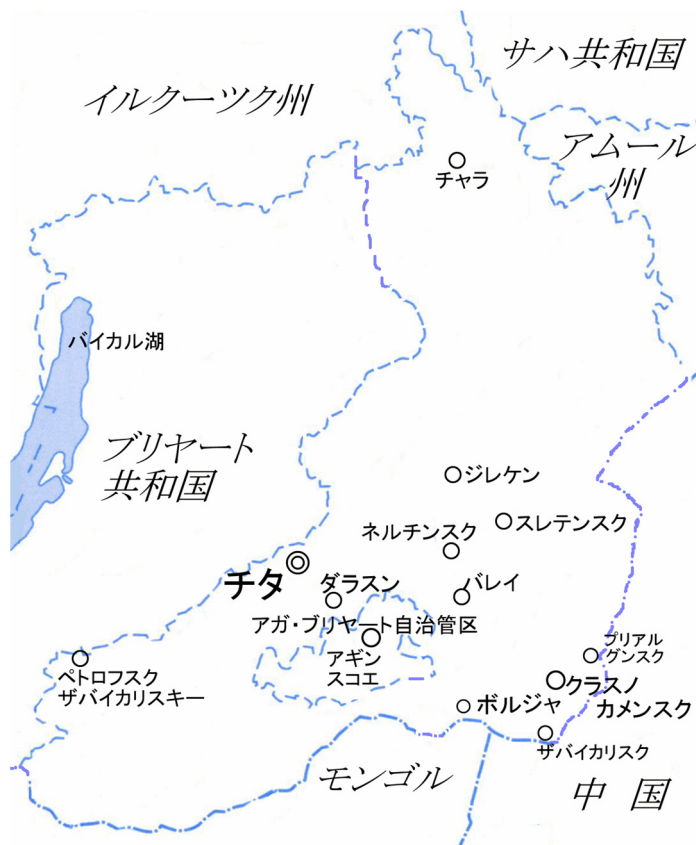 サハ共和国
イルクーツク州
アムール
州
チャラ
バイカル湖
ブリヤート
共和国
ジレケン
スレテンスク
ネルチンスク
チタ
ダラスン
バレイ
アガ・ブリヤート自治管区
アギン
スコエ
プリアル
グンスク
ペトロフスク
ザバイカリスキー
クラスノ
カメンスク
ボルジャ
ザバイカリスク
モンゴル
中国